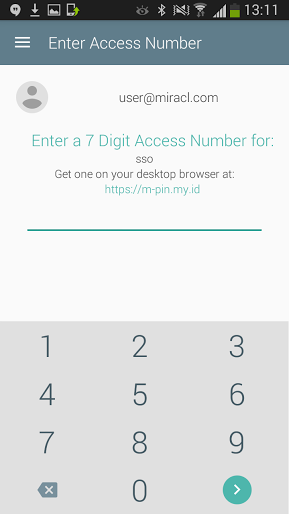 13:11
Enter Access Number
user@miracl.com
Enter a 7 Digit Access Number for:
sso
Get one on your desktop browser at:
https://m-pin.my.id
1 2 3
4 5 6
7 8 9
0